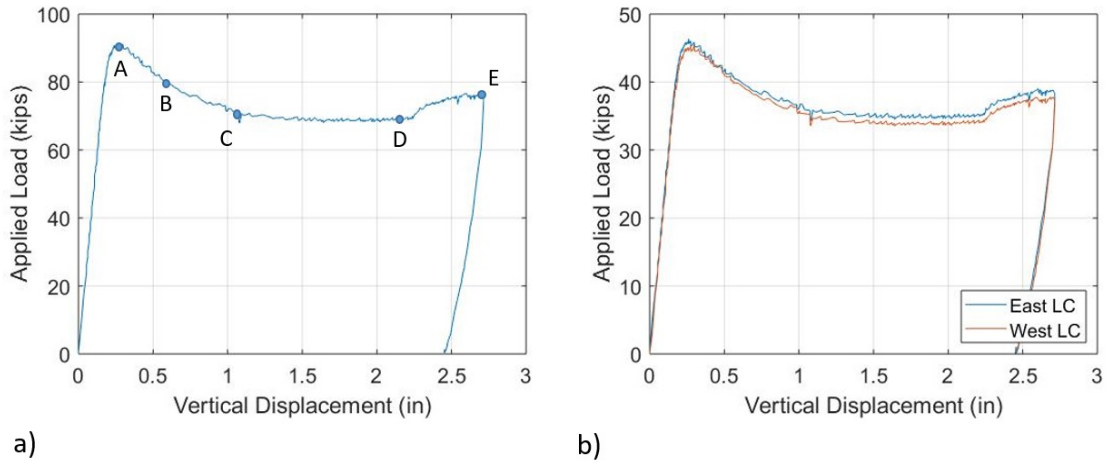 100
80
60
40
20
0
Applied Load (kips)
A
B
C
D
E
0 0.5 1 1.5 2 2.5 3
Vertical Displacement (in)
a)
50
40
30
20
10
0
Applied Load (kips)
East LC
West LC
0 0.5 1 1.5 2 2.5 3
Vertical Displacement (in)
b)